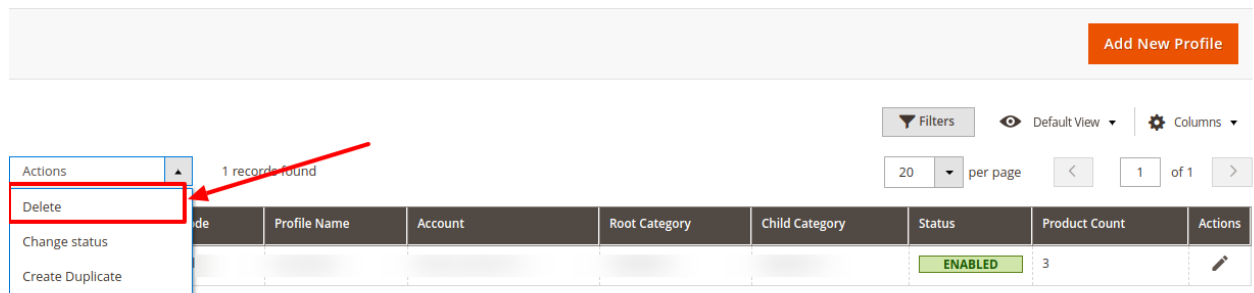 Add New Profile
Filters
Default View
Columns
Actions
1 records found
20
per page
1
of 1
Delete
Profile Name
Account
Root Category
Child Category
Status
Product Count
Actions
Change status
ENABLED
3
Create Duplicate